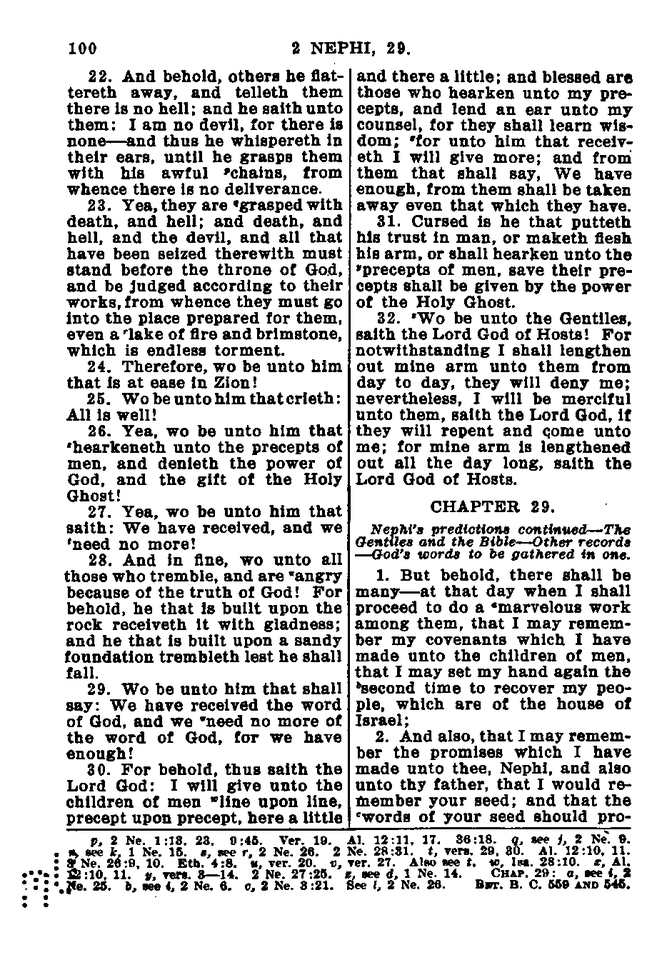 100
2 NEPHI, 29.
22. And behold, others he flat-
tereth away, and telleth them
there is no hell; and he saith unto
them: I am no devil, for there is
none—and thus he whispereth in
their ears, until he grasps them
with his awful ᵖchains, from
whence there is no deliverance.
23. Yea, they are ᑫgrasped with
death, and hell; and death, and
hell, and the devil, and all that
have been seized therewith must
stand before the throne of God,
and be judged according to their
works, from whence they must go
into the place prepared for them,
even a ʳlake of fire and brimstone,
which is endless torment.
24. Therefore, wo be unto him
that is at ease in Zion!
25. Wo be unto him that crieth:
All is well!
26. Yea, wo be unto him that
ˢhearkeneth unto the precepts of
men, and denieth the power of
God, and the gift of the Holy
Ghost!
27. Yea, wo be unto him that
saith: We have received, and we
ᵗneed no more!
28. And in fine, wo unto all
those who tremble, and are ᵘangry
because of the truth of God! For
behold, he that is built upon the
rock receiveth it with gladness;
and he that is built upon a sandy
foundation trembleth lest he shall
fall.
29. Wo be unto him that shall
say: We have received the word
of God, and we ᵛneed no more of
the word of God, for we have
enough!
30. For behold, thus saith the
Lord God: I will give unto the
children of men ʷline upon line,
precept upon precept, here a little
and there a little; and blessed are
those who hearken unto my pre-
cepts, and lend an ear unto my
counsel, for they shall learn wis-
dom; ˣfor unto him that receiv-
eth I will give more; and from
them that shall say, We have
enough, from them shall be taken
away even that which they have.
31. Cursed is he that putteth
his trust in man, or maketh flesh
his arm, or shall hearken unto the
ʸprecepts of men, save their pre-
cepts shall be given by the power
of the Holy Ghost.
32. ᶻWo be unto the Gentiles,
saith the Lord God of Hosts! For
notwithstanding I shall lengthen
out mine arm unto them from
day to day, they will deny me;
nevertheless, I will be merciful
unto them, saith the Lord God, if
they will repent and come unto
me; for mine arm is lengthened
out all the day long, saith the
Lord God of Hosts.
CHAPTER 29.
Nephi's predictions continued—The
Gentiles and the Bible—Other records
—God's words to be gathered in one.
1. But behold, there shall be
many—at that day when I shall
proceed to do a ᵃmarvelous work
among them, that I may remem-
ber my covenants which I have
made unto the children of men,
that I may set my hand again the
ᵇsecond time to recover my peo-
ple, which are of the house of
Israel;
2. And also, that I may remem-
ber the promises which I have
made unto thee, Nephi, and also
unto thy father, that I would re-
member your seed; and that the
ᶜwords of your seed should pro-
p, 2 Ne. 1:13, 23. 9:45. Ver. 19. Al. 12:11, 17. 36:18. q, see j, 2 Ne. 9.
r, see k, 1 Ne. 15. s, see r, 2 Ne. 26. 2 Ne. 28:31. t, vers. 29, 30. Al. 12:10, 11.
3 Ne. 26:9, 10. Eth. 4:8. u, ver. 20. v, ver. 27. Also see t. w, Isa. 28:10. x, Al.
12:10, 11. y, vers. 3—14. 2 Ne. 27:25. z, see d, 1 Ne. 14. CHAP. 29: a, see i, 2
Ne. 25. b, see i, 2 Ne. 6. c, 2 Ne. 3:21. See l, 2 Ne. 26. BET. B. C. 559 AND 545.